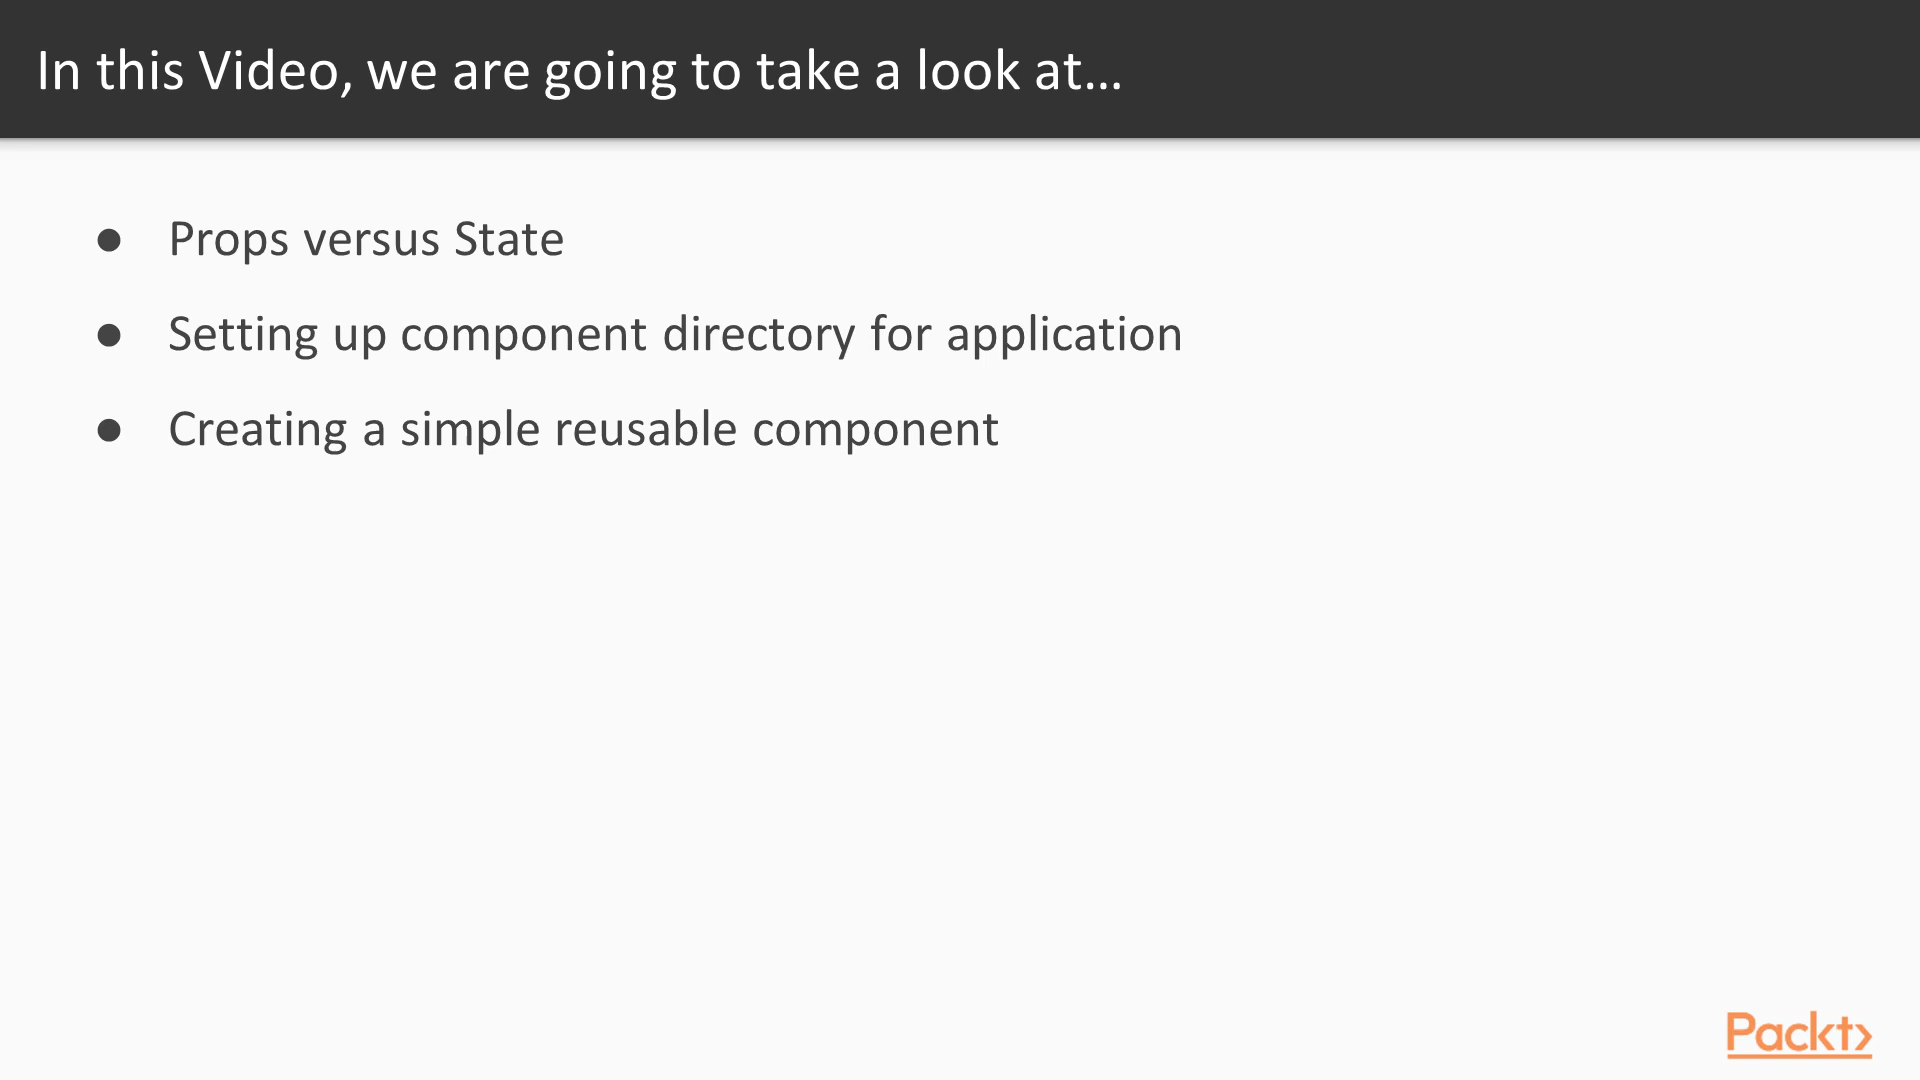 In this Video, we are going to take a look at...
● Props versus State
● Setting up component directory for application
● Creating a simple reusable component
Packt>